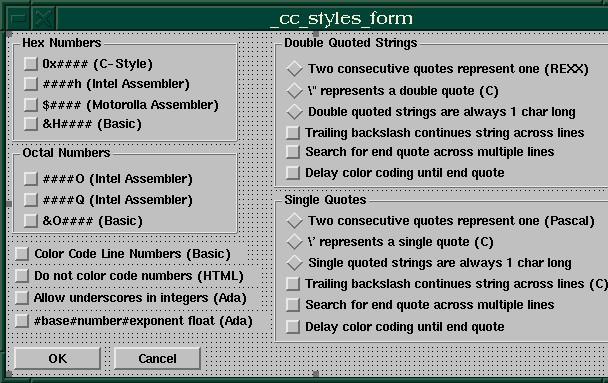 _cc_styles_form
Hex Numbers
0x#### (C-Style)
####h (Intel Assembler)
$#### (Motorolla Assembler)
&H#### (Basic)
Octal Numbers
####O (Intel Assembler)
####Q (Intel Assembler)
&O#### (Basic)
Color Code Line Numbers (Basic)
Do not color code numbers (HTML)
Allow underscores in integers (Ada)
#base#number#exponent float (Ada)
OK
Cancel
Double Quoted Strings
Two consecutive quotes represent one (REXX)
\" represents a double quote (C)
Double quoted strings are always 1 char long
Trailing backslash continues string across lines
Search for end quote across multiple lines
Delay color coding until end quote
Single Quotes
Two consecutive quotes represent one (Pascal)
\' represents a single quote (C)
Single quoted strings are always 1 char long
Trailing backslash continues string across lines (C)
Search for end quote across multiple lines
Delay color coding until end quote